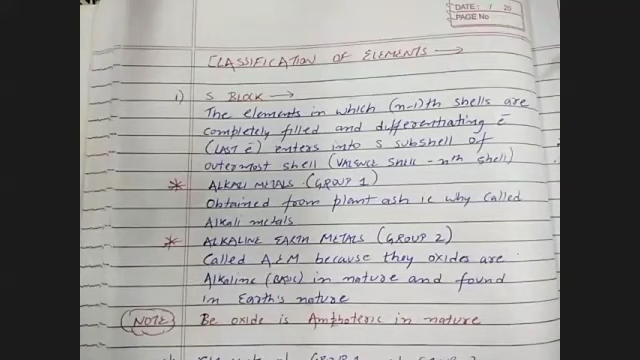 DATE: / 20
PAGE No
CLASSIFICATION OF ELEMENTS →
1) S BLOCK →
The elements in which (n-1)th shells are
completely filled and differentiating ē
(LAST ē) enters into S subshell of
outermost shell (VALENCE SHELL - nth shell)
* ALKALI METALS (GROUP 1)
Obtained from plant ash ie why called
Alkali metals
* ALKALINE EARTH METALS (GROUP 2)
Called AEM because they oxides are
Alkaline (BASIC) in nature and found
in Earth's nature
NOTE Be oxide is Amphoteric in nature